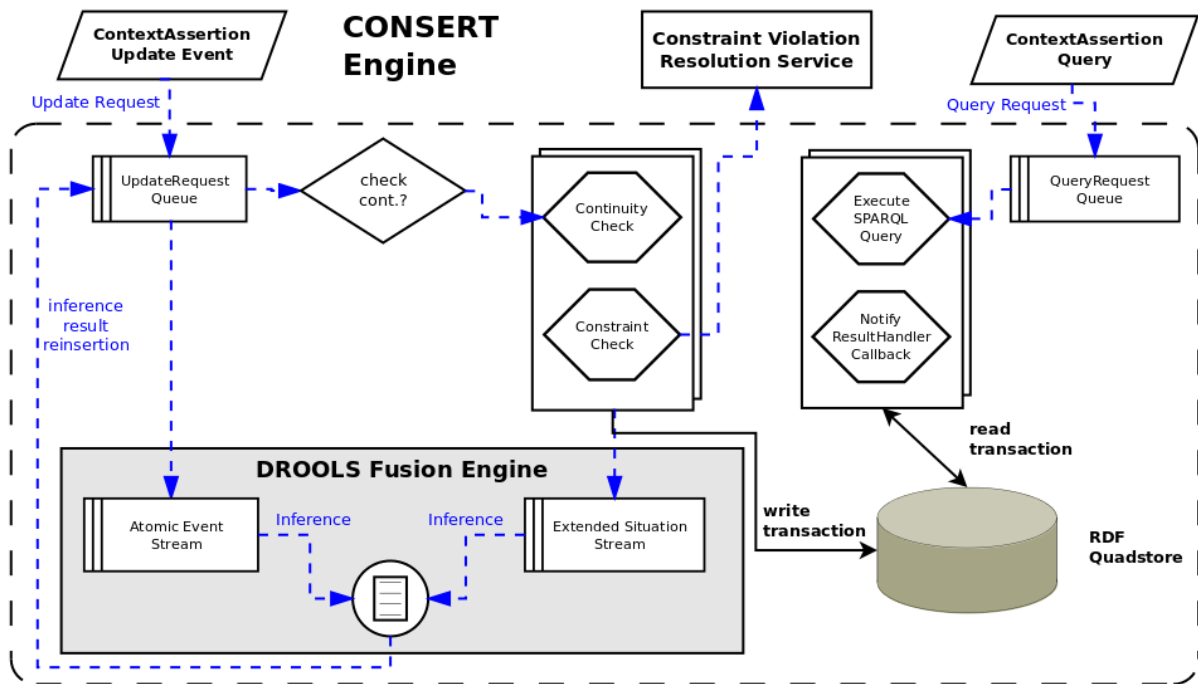 ContextAssertion
Update Event
CONSERT
Engine
Constraint Violation
Resolution Service
ContextAssertion
Query
Update Request
Query Request
UpdateRequest
Queue
check
cont.?
Continuity
Check
Execute
SPARQL
Query
QueryRequest
Queue
inference
result
reinsertion
Constraint
Check
Notify
ResultHandler
Callback
read
transaction
DROOLS Fusion Engine
Atomic Event
Stream
Inference
Inference
Extended Situation
Stream
write
transaction
RDF
Quadstore